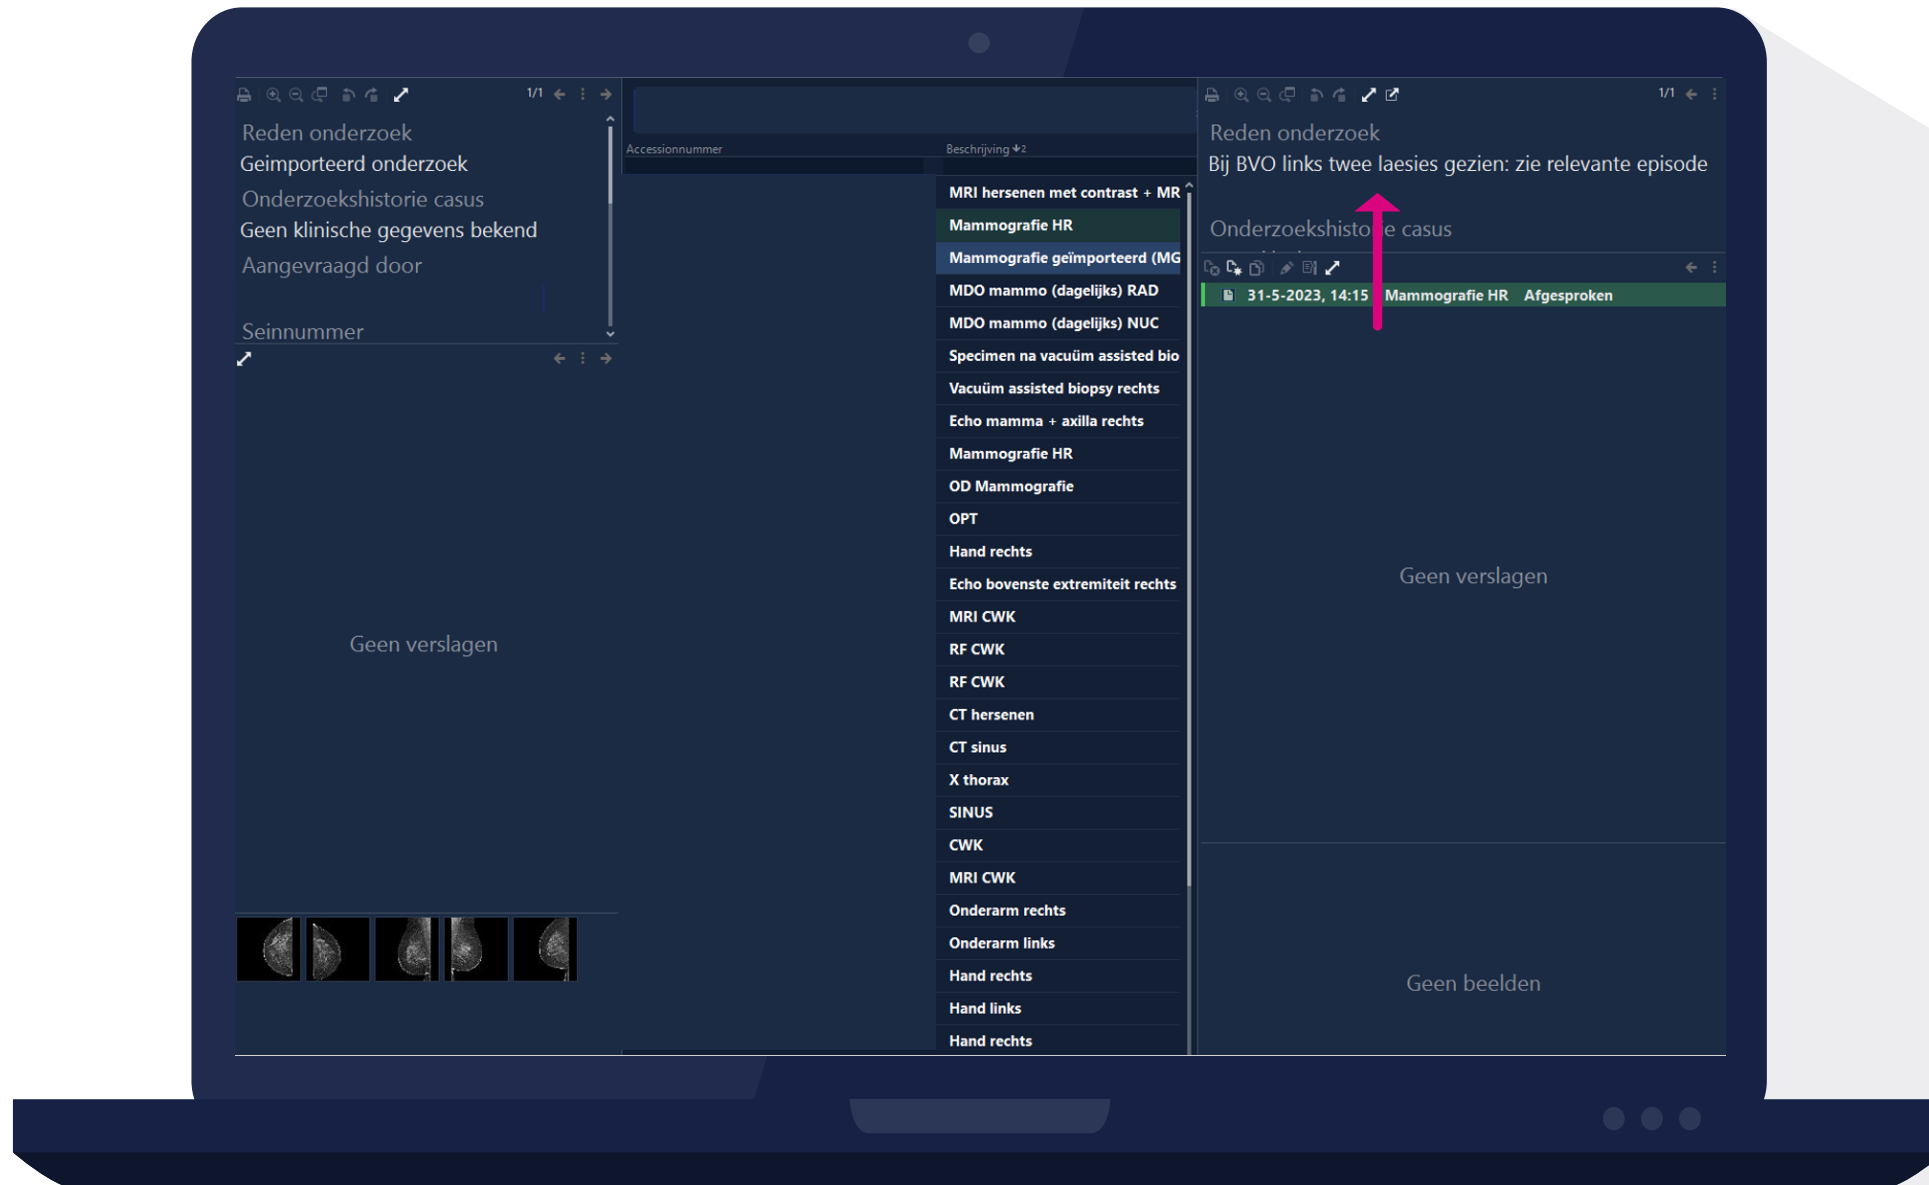 1/1
Reden onderzoek
Geimporteerd onderzoek
Onderzoekshistorie casus
Geen klinische gegevens bekend
Aangevraagd door
Seinnummer
Geen verslagen
Accessionnummer
Beschrijving 2
MRI hersenen met contrast + MR
Mammografie HR
Mammografie geïmporteerd (MG
MDO mammo (dagelijks) RAD
MDO mammo (dagelijks) NUC
Specimen na vacuüm assisted bio
Vacuüm assisted biopsy rechts
Echo mamma + axilla rechts
Mammografie HR
OD Mammografie
OPT
Hand rechts
Echo bovenste extremiteit rechts
MRI CWK
RF CWK
RF CWK
CT hersenen
CT sinus
X thorax
SINUS
CWK
MRI CWK
Onderarm rechts
Onderarm links
Hand rechts
Hand links
Hand rechts
1/1
Reden onderzoek
Bij BVO links twee laesies gezien: zie relevante episode
Onderzoekshistorie casus
31-5-2023, 14:15 Mammografie HR Afgesproken
Geen verslagen
Geen beelden